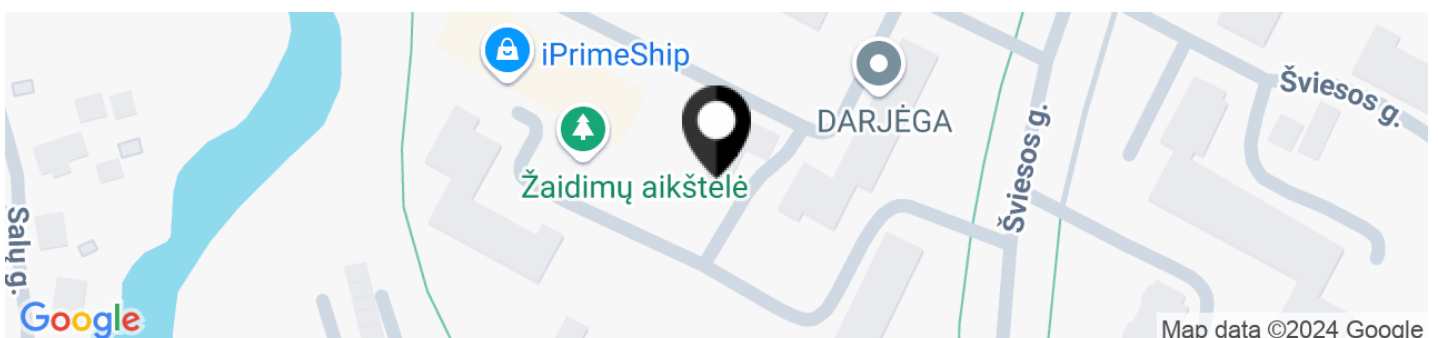 iPrimeShip
DARJĖGA
Šviesos g.
Žaidimų aikštelė
Šviesos g.
Salų g.
Google
Map data ©2024 Google